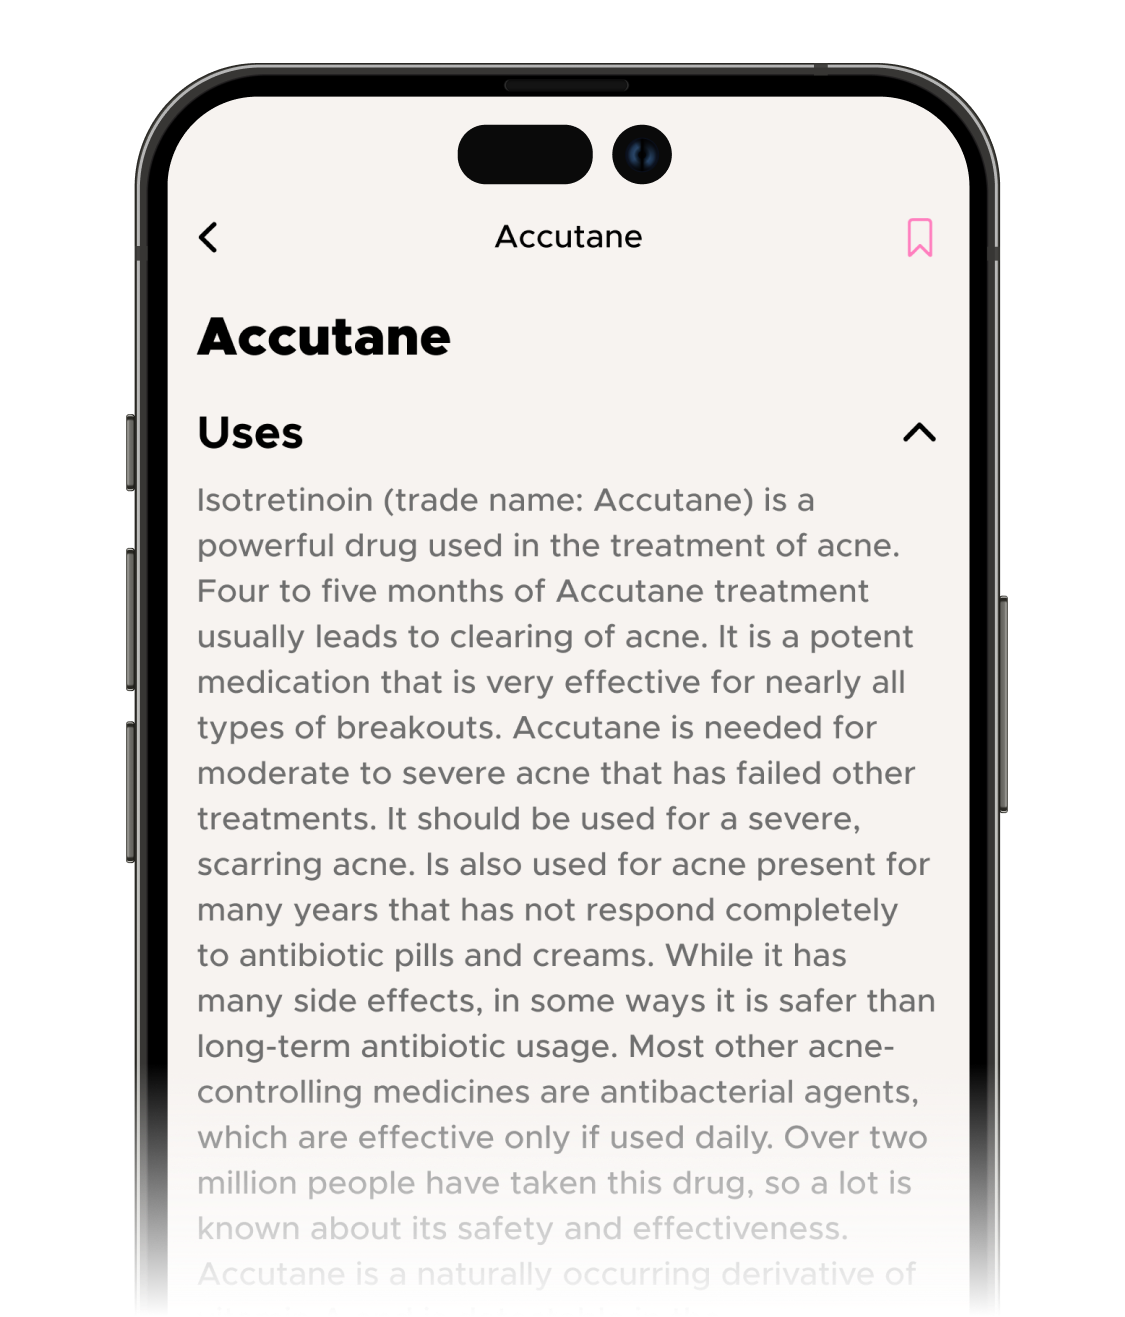 Accutane
Accutane
Uses
Isotretinoin (trade name: Accutane) is a
powerful drug used in the treatment of acne.
Four to five months of Accutane treatment
usually leads to clearing of acne. It is a potent
medication that is very effective for nearly all
types of breakouts. Accutane is needed for
moderate to severe acne that has failed other
treatments. It should be used for a severe,
scarring acne. Is also used for acne present for
many years that has not respond completely
to antibiotic pills and creams. While it has
many side effects, in some ways it is safer than
long-term antibiotic usage. Most other acne-
controlling medicines are antibacterial agents,
which are effective only if used daily. Over two
million people have taken this drug, so a lot is
known about its safety and effectiveness.
Accutane is a naturally occurring derivative of